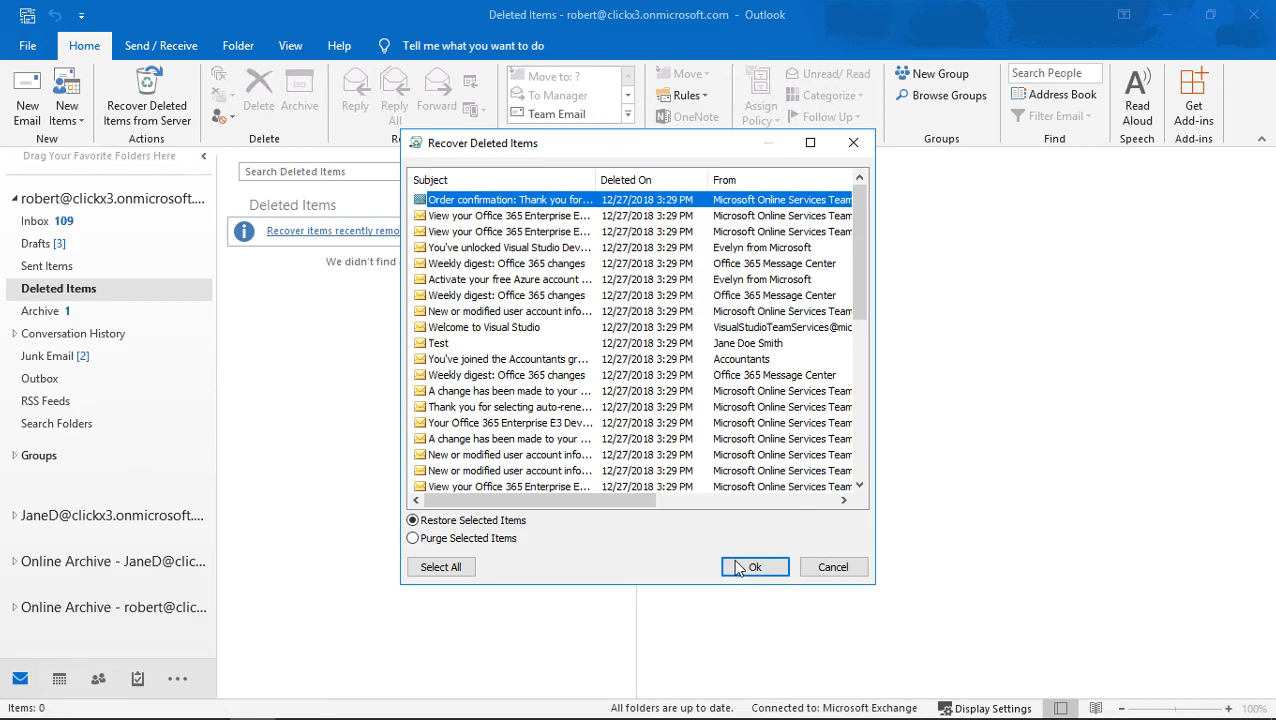 Deleted Items - robert@clickx3.onmicrosoft.com - Outlook
File Home Send / Receive Folder View Help Tell me what you want to do
New Email
New Items
New
Recover Deleted Items from Server
Actions
Delete
Archive
Delete
Reply
Reply All
Forward
Move to: ?
To Manager
Team Email
Move
Rules
OneNote
Assign Policy
Unread/ Read
Categorize
Follow Up
New Group
Browse Groups
Groups
Search People
Address Book
Filter Email
Find
Read Aloud
Speech
Get Add-ins
Add-ins
Drag Your Favorite Folders Here
robert@clickx3.onmicrosoft....
Inbox 109
Drafts [3]
Sent Items
Deleted Items
Archive 1
Conversation History
Junk Email [2]
Outbox
RSS Feeds
Search Folders
Groups
JaneD@clickx3.onmicrosoft....
Online Archive - JaneD@clic...
Online Archive - robert@clic...
Search Deleted Items
Deleted Items
Recover items recently remo
We didn't find
Recover Deleted Items
Subject Deleted On From
Order confirmation: Thank you for... 12/27/2018 3:29 PM Microsoft Online Services Team
View your Office 365 Enterprise E... 12/27/2018 3:29 PM Microsoft Online Services Team
View your Office 365 Enterprise E... 12/27/2018 3:29 PM Microsoft Online Services Team
You've unlocked Visual Studio Dev... 12/27/2018 3:29 PM Evelyn from Microsoft
Weekly digest: Office 365 changes 12/27/2018 3:29 PM Office 365 Message Center
Activate your free Azure account ... 12/27/2018 3:29 PM Evelyn from Microsoft
Weekly digest: Office 365 changes 12/27/2018 3:29 PM Office 365 Message Center
New or modified user account info... 12/27/2018 3:29 PM Microsoft Online Services Team
Welcome to Visual Studio 12/27/2018 3:29 PM VisualStudioTeamServices@mic
Test 12/27/2018 3:29 PM Jane Doe Smith
You've joined the Accountants gr... 12/27/2018 3:29 PM Accountants
Weekly digest: Office 365 changes 12/27/2018 3:29 PM Office 365 Message Center
A change has been made to your ... 12/27/2018 3:29 PM Microsoft Online Services Team
Thank you for selecting auto-rene... 12/27/2018 3:29 PM Microsoft Online Services Team
Your Office 365 Enterprise E3 Dev... 12/27/2018 3:29 PM Microsoft Online Services Team
A change has been made to your ... 12/27/2018 3:29 PM Microsoft Online Services Team
New or modified user account info... 12/27/2018 3:29 PM Microsoft Online Services Team
New or modified user account info... 12/27/2018 3:29 PM Microsoft Online Services Team
View your Office 365 Enterprise E... 12/27/2018 3:29 PM Microsoft Online Services Team
Restore Selected Items
Purge Selected Items
Select All Ok Cancel
Items: 0 All folders are up to date. Connected to: Microsoft Exchange Display Settings 100%